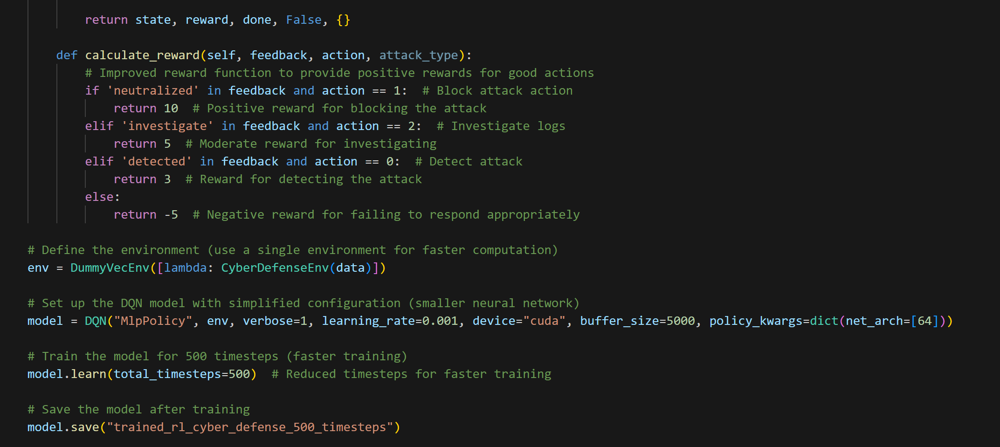 return state, reward, done, False, {}
def calculate_reward(self, feedback, action, attack_type):
# Improved reward function to provide positive rewards for good actions
if 'neutralized' in feedback and action == 1:  # Block attack action
return 10  # Positive reward for blocking the attack
elif 'investigate' in feedback and action == 2:  # Investigate logs
return 5  # Moderate reward for investigating
elif 'detected' in feedback and action == 0:  # Detect attack
return 3  # Reward for detecting the attack
else:
return -5  # Negative reward for failing to respond appropriately
# Define the environment (use a single environment for faster computation)
env = DummyVecEnv([lambda: CyberDefenseEnv(data)])
# Set up the DQN model with simplified configuration (smaller neural network)
model = DQN("MlpPolicy", env, verbose=1, learning_rate=0.001, device="cuda", buffer_size=5000, policy_kwargs=dict(net_arch=[64]))
# Train the model for 500 timesteps (faster training)
model.learn(total_timesteps=500)  # Reduced timesteps for faster training
# Save the model after training
model.save("trained_rl_cyber_defense_500_timesteps")